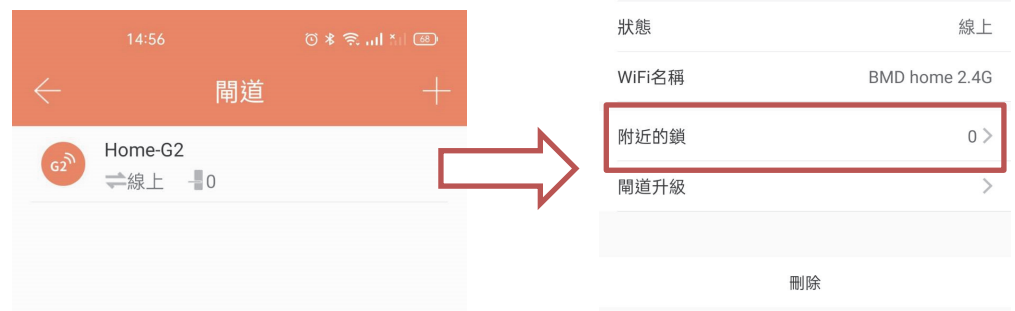 14:56
68
閘道
G2
Home-G2
線上
0
狀態 線上
WiFi名稱 BMD home 2.4G
附近的鎖 0
閘道升級
刪除